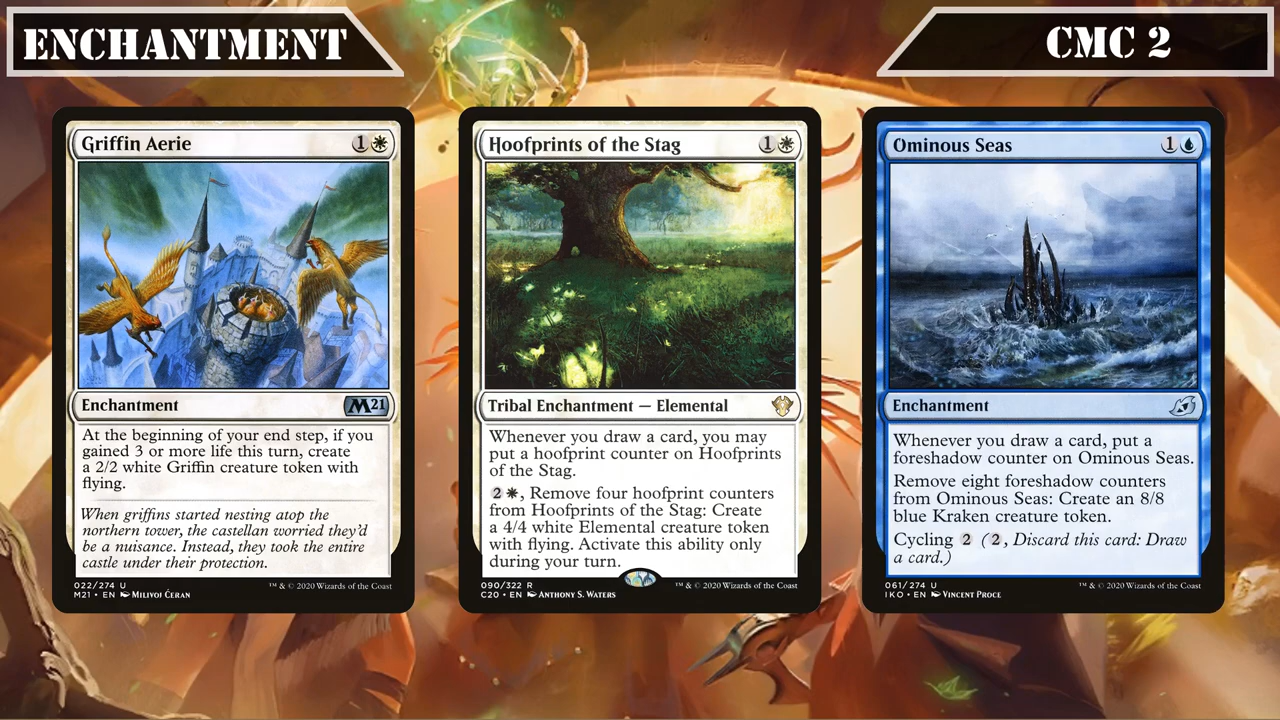 ENCHANTMENT
CMC 2
Griffin Aerie 1
Enchantment M21
At the beginning of your end step, if you
gained 3 or more life this turn, create
a 2/2 white Griffin creature token with
flying.
When griffins started nesting atop the
northern tower, the castellan worried they'd
be a nuisance. Instead, they took the entire
castle under their protection.
022/274 U
M21 • EN Milivoj Ćeran
™ & © 2020 Wizards of the Coast
Hoofprints of the Stag 1
Tribal Enchantment — Elemental
Whenever you draw a card, you may
put a hoofprint counter on Hoofprints
of the Stag.
2, Remove four hoofprint counters
from Hoofprints of the Stag: Create
a 4/4 white Elemental creature token
with flying. Activate this ability only
during your turn.
090/322 R
C20 • EN Anthony S. Waters
™ & © 2020 Wizards of the Coast
Ominous Seas 1
Enchantment
Whenever you draw a card, put a
foreshadow counter on Ominous Seas.
Remove eight foreshadow counters
from Ominous Seas: Create an 8/8
blue Kraken creature token.
Cycling 2 (2, Discard this card: Draw
a card.)
061/274 U
IKO • EN Vincent Proce
™ & © 2020 Wizards of the Coast